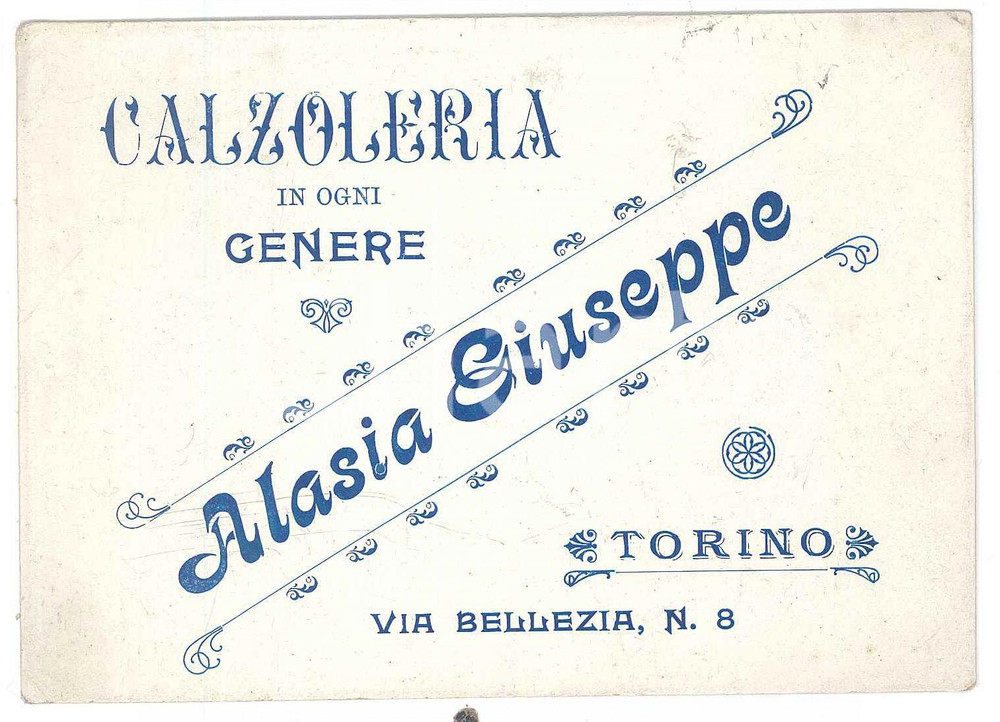 CALZOLERIA
IN OGNI
GENERE
Alasia Giuseppe
TORINO
VIA BELLEZIA, N. 8